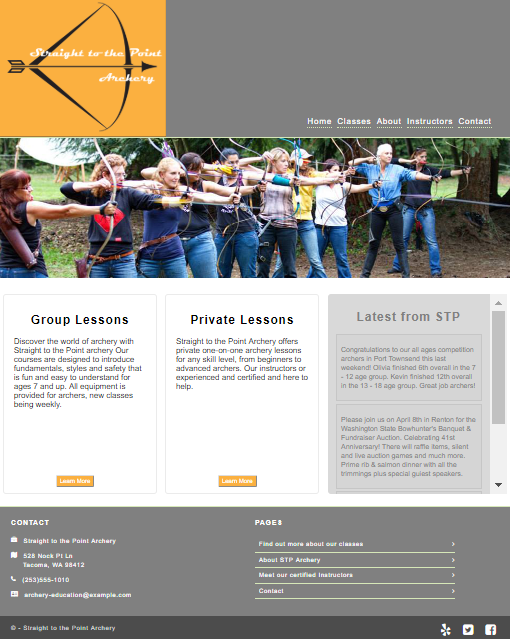 Straight to the Point
Archery
Home Classes About Instructors Contact
Group Lessons
Discover the world of archery with
Straight to the Point archery Our
courses are designed to introduce
fundamentals, styles and safety that
is fun and easy to understand for
ages 7 and up. All equipment is
provided for archers, new classes
being weekly.
Learn More
Private Lessons
Straight to the Point Archery offers
private one-on-one archery lessons
for any skill level, from beginners to
advanced archers. Our instructors or
experienced and certified and here to
help.
Learn More
Latest from STP
Congratulations to our all ages competition
archers in Port Townsend this last
weekend! Olivia finished 6th overall in the 7
- 12 age group. Kevin finished 12th overall
in the 13 - 18 age group. Great job archers!
Please join us on April 8th in Renton for the
Washington State Bowhunter's Banquet &
Fundraiser Auction. Celebrating 41st
Anniversary! There will raffle items, silent
and live auction games and much more.
Prime rib & salmon dinner with all the
trimmings plus special guiest speakers.
CONTACT
Straight to the Point Archery
528 Nock Pt Ln
Tacoma, WA 98412
(253)555-1010
archery-education@example.com
PAGES
Find out more about our classes
About STP Archery
Meet our certified Instructors
Contact
© - Straight to the Point Archery